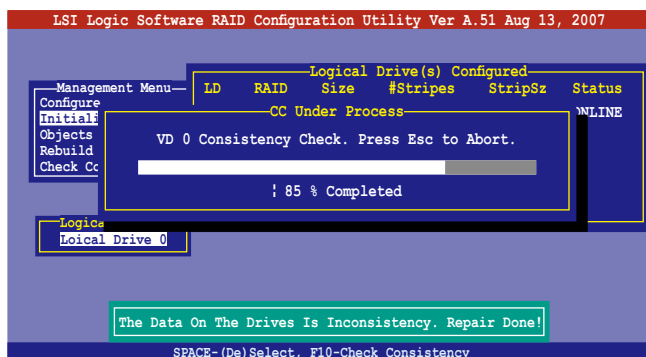 LSI Logic Software RAID Configuration Utility Ver A.51 Aug 13, 2007
Logical Drive(s) Configured
LD RAID Size #Stripes StripSz Status
ONLINE
Management Menu
Configure
Initiali
Objects
Rebuild
Check Co
CC Under Process
VD 0 Consistency Check. Press Esc to Abort.
¦ 85 % Completed
Logica
Loical Drive 0
The Data On The Drives Is Inconsistency. Repair Done!
SPACE-(De)Select, F10-Check Consistency